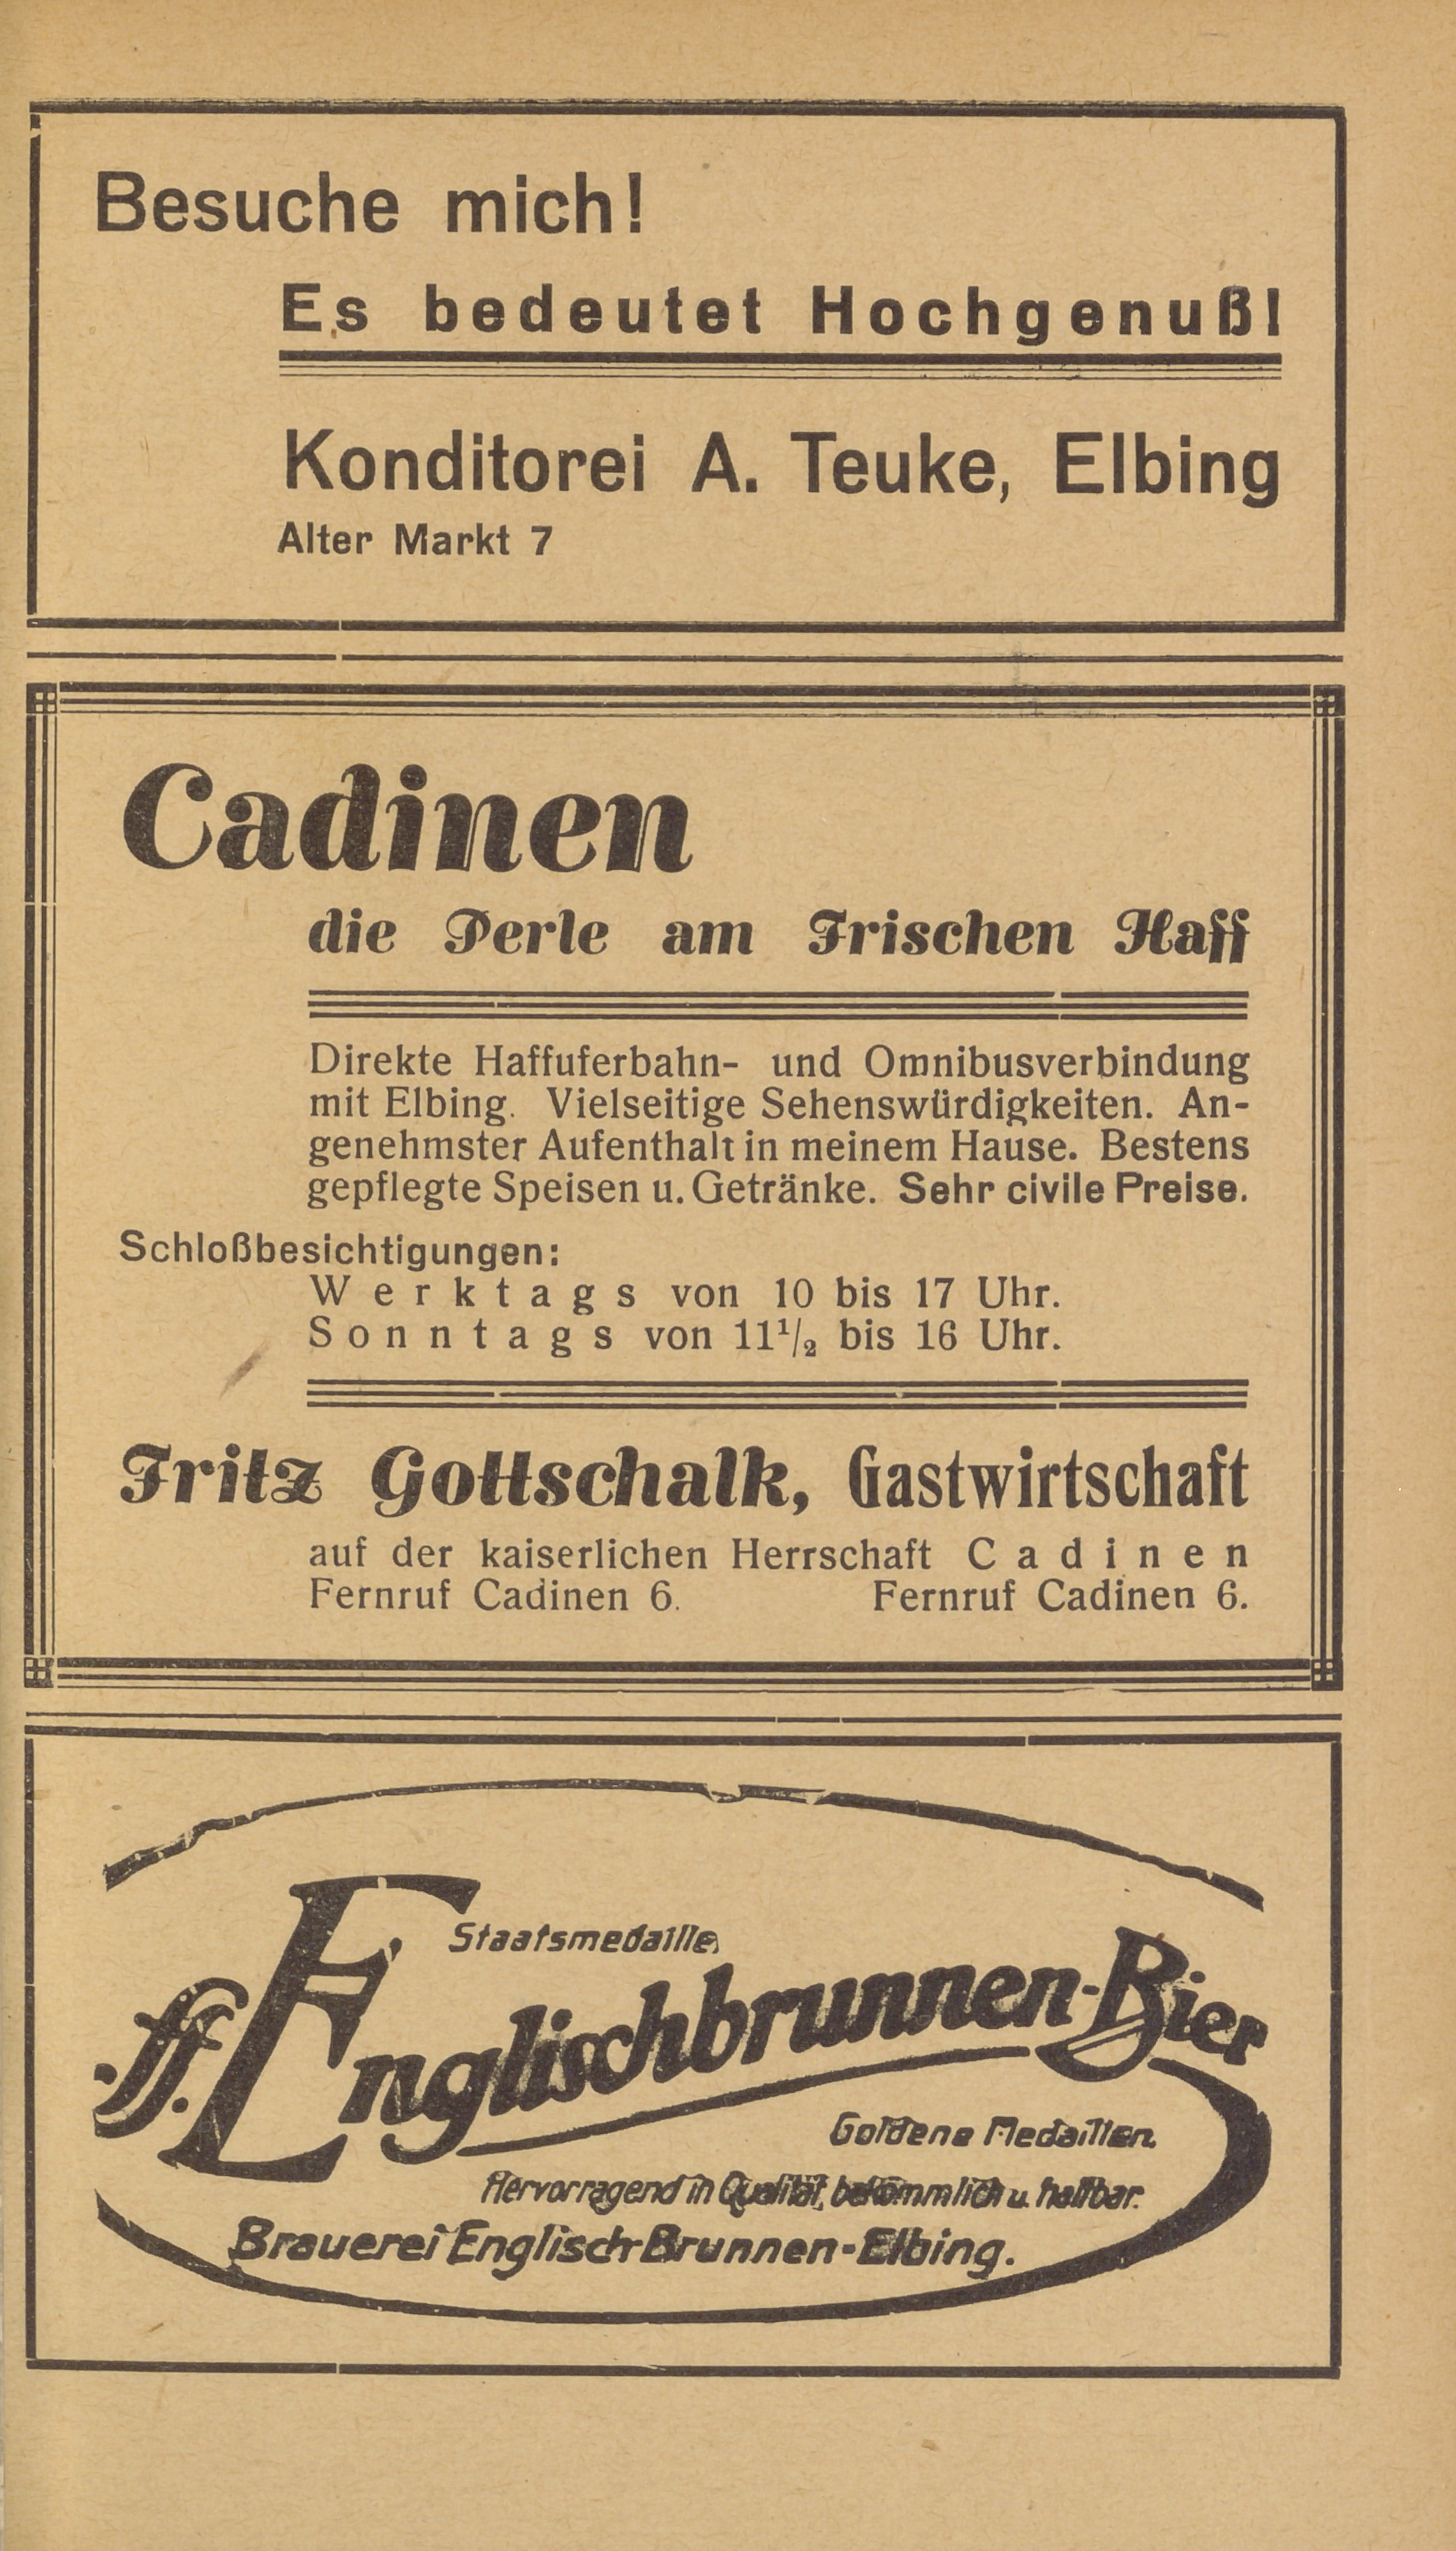 Besuche mich!
Es bedeutet Hochgenuß!
Konditorei A. Teuke, Elbing
Alter Markt 7
Cadinen
die Perle am Frischen Haff
Direkte Haffuferbahn- und Omnibusverbindung
mit Elbing. Vielseitige Sehenswürdigkeiten. An-
genehmster Aufenthalt in meinem Hause. Bestens
gepflegte Speisen u. Getränke. Sehr civile Preise.
Schloßbesichtigungen:
Werktags von 10 bis 17 Uhr.
Sonntags von 11½ bis 16 Uhr.
Fritz Gottschalk, Gastwirtschaft
auf der kaiserlichen Herrschaft Cadinen
Fernruf Cadinen 6. Fernruf Cadinen 6.
Staatsmedaille
ff. Englischbrunnen-Bier
Goldene Medaillen.
Hervorragend in Qualität, bekömmlich u. haltbar.
Brauerei Englisch-Brunnen-Elbing.